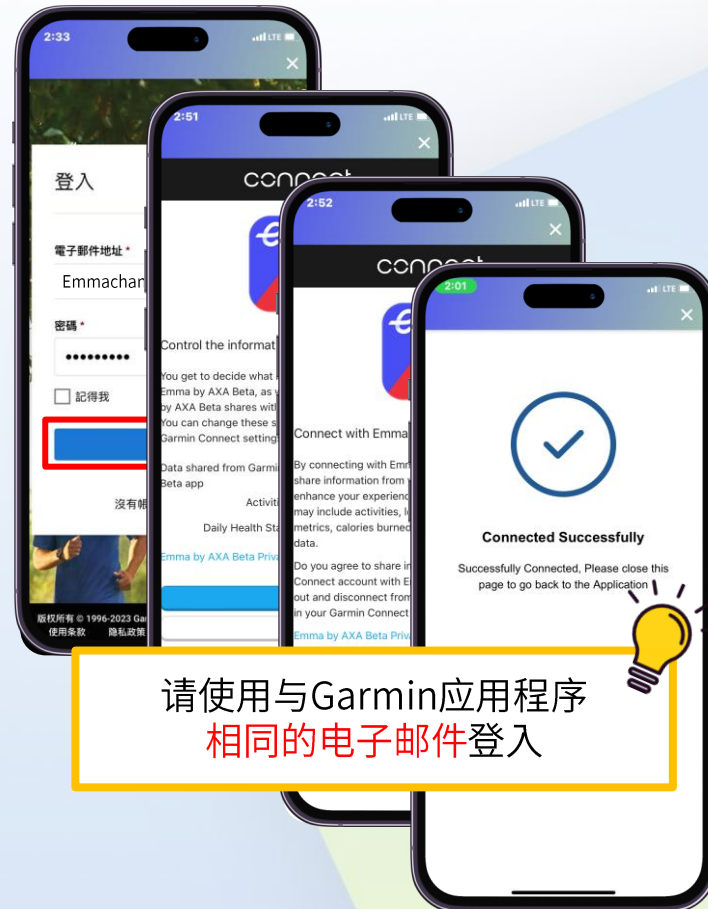 2:33
LTE
登入
電子郵件地址 *
Emmachan
密碼 *
•••••••••
記得我
沒有帳
版权所有 © 1996-2023 Ga
使用条款 隐私政策
2:51
LTE
connect
Control the informat
You get to decide what
Emma by AXA Beta, as y
by AXA Beta shares with
You can change these s
Garmin Connect setting
Data shared from Garmi
Beta app
Activiti
Daily Health Sta
Emma by AXA Beta Priva
2:52
LTE
connect
Connect with Emma
By connecting with Emm
share information from y
enhance your experienc
may include activities, l
metrics, calories burned
data.
Do you agree to share in
Connect account with E
out and disconnect from
in your Garmin Connect
Emma by AXA Beta Priva
2:01
LTE
Connected Successfully
Successfully Connected, Please close this
page to go back to the Application
请使用与Garmin应用程序
相同的电子邮件登入